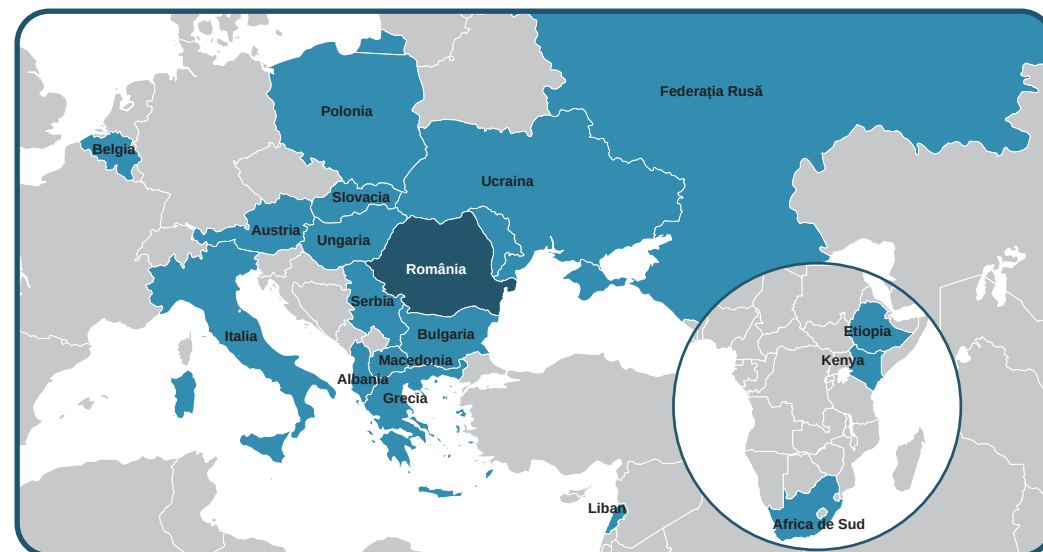 Federația Rusă
Polonia
Belgia
Ucraina
Slovacia
Austria
Ungaria
România
Serbia
Italia
Bulgaria
Etiopia
Macedonia
Kenya
Albania
Grecia
Liban
Africa de Sud